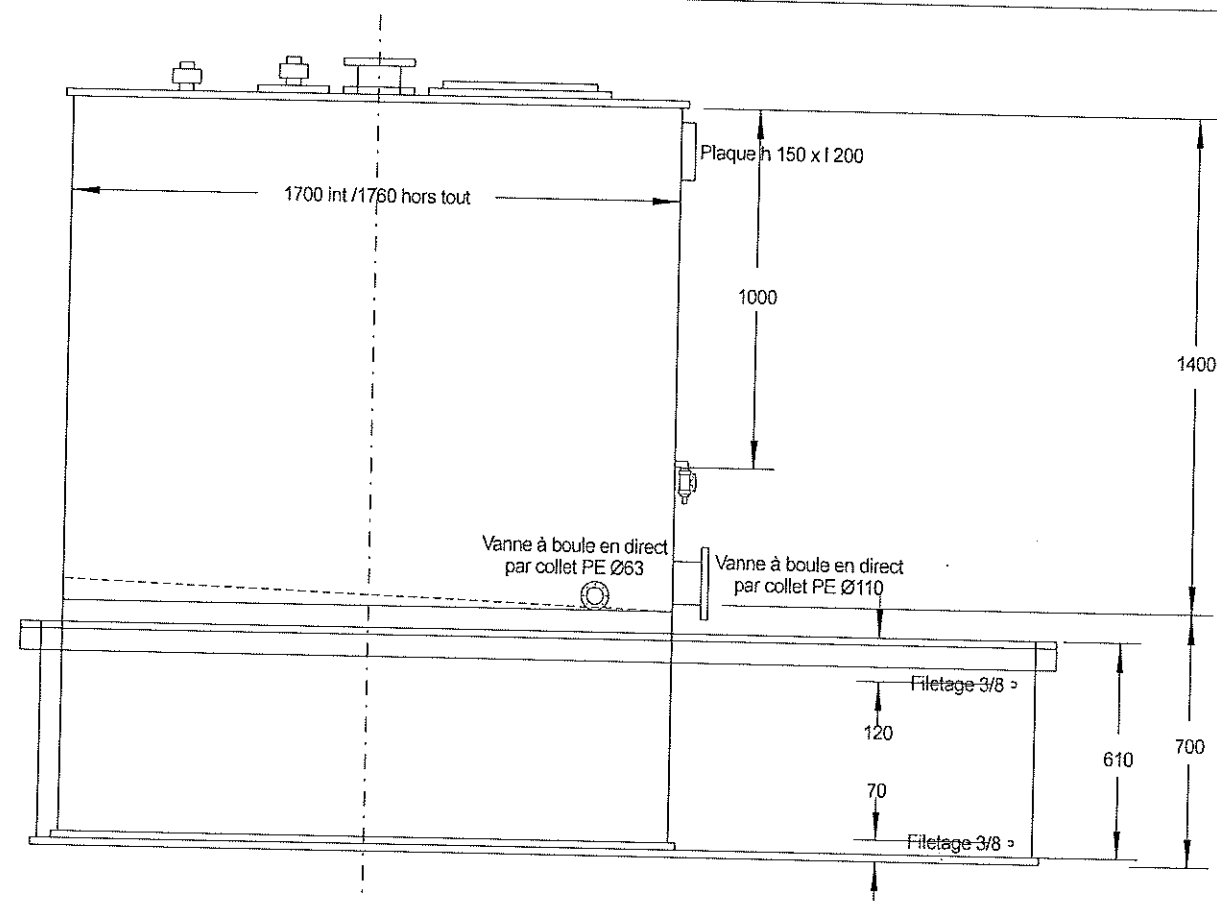 Plaque h 150 x l 200
1700 int /1760 hors tout
1000
1400
Vanne à boule en direct
par collet PE Ø63
Vanne à boule en direct
par collet PE Ø110
Filetage 3/8
120
610
700
70
Filetage 3/8